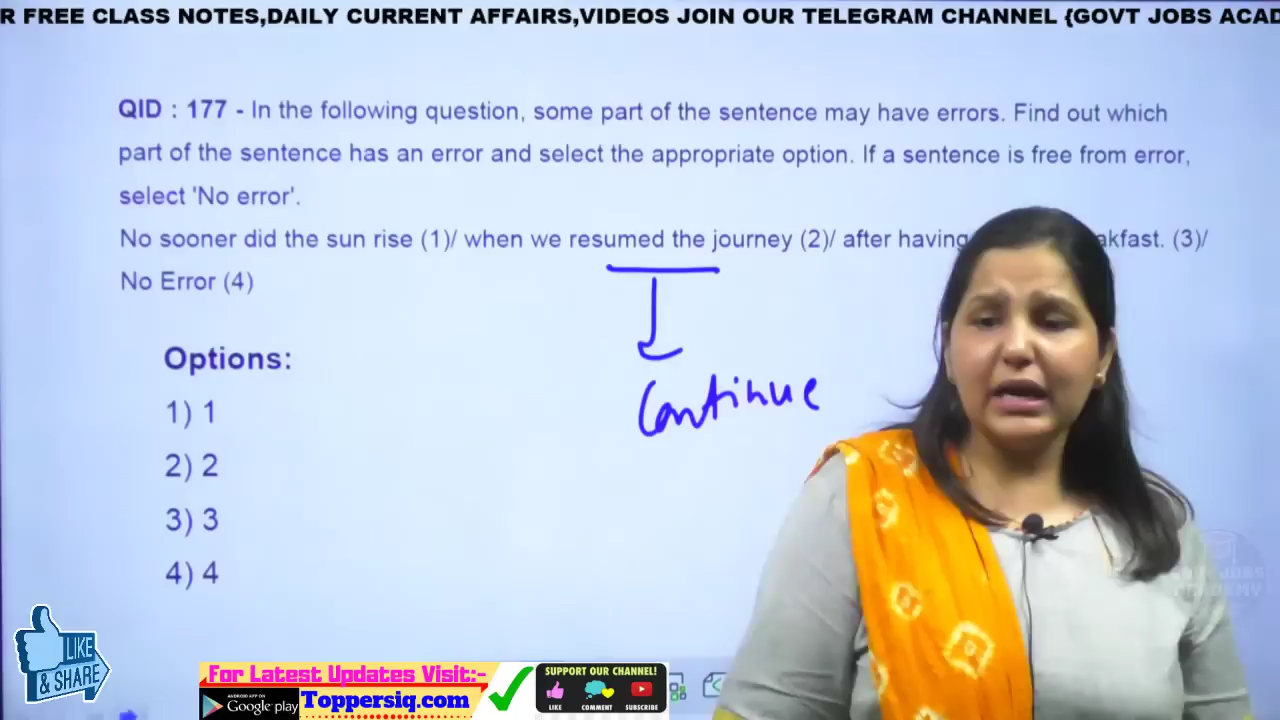 R FREE CLASS NOTES,DAILY CURRENT AFFAIRS,VIDEOS JOIN OUR TELEGRAM CHANNEL {GOVT JOBS ACAD
QID : 177 - In the following question, some part of the sentence may have errors. Find out which
part of the sentence has an error and select the appropriate option. If a sentence is free from error,
select 'No error'.
No sooner did the sun rise (1)/ when we resumed the journey (2)/ after having akfast. (3)/
No Error (4)
Continue
Options:
1) 1
2) 2
3) 3
4) 4
LIKE
& SHARE
For Latest Updates Visit:-
ANDROID APP ON
Google play
Toppersiq.com
SUPPORT OUR CHANNEL!
LIKE COMMENT SUBSCRIBE